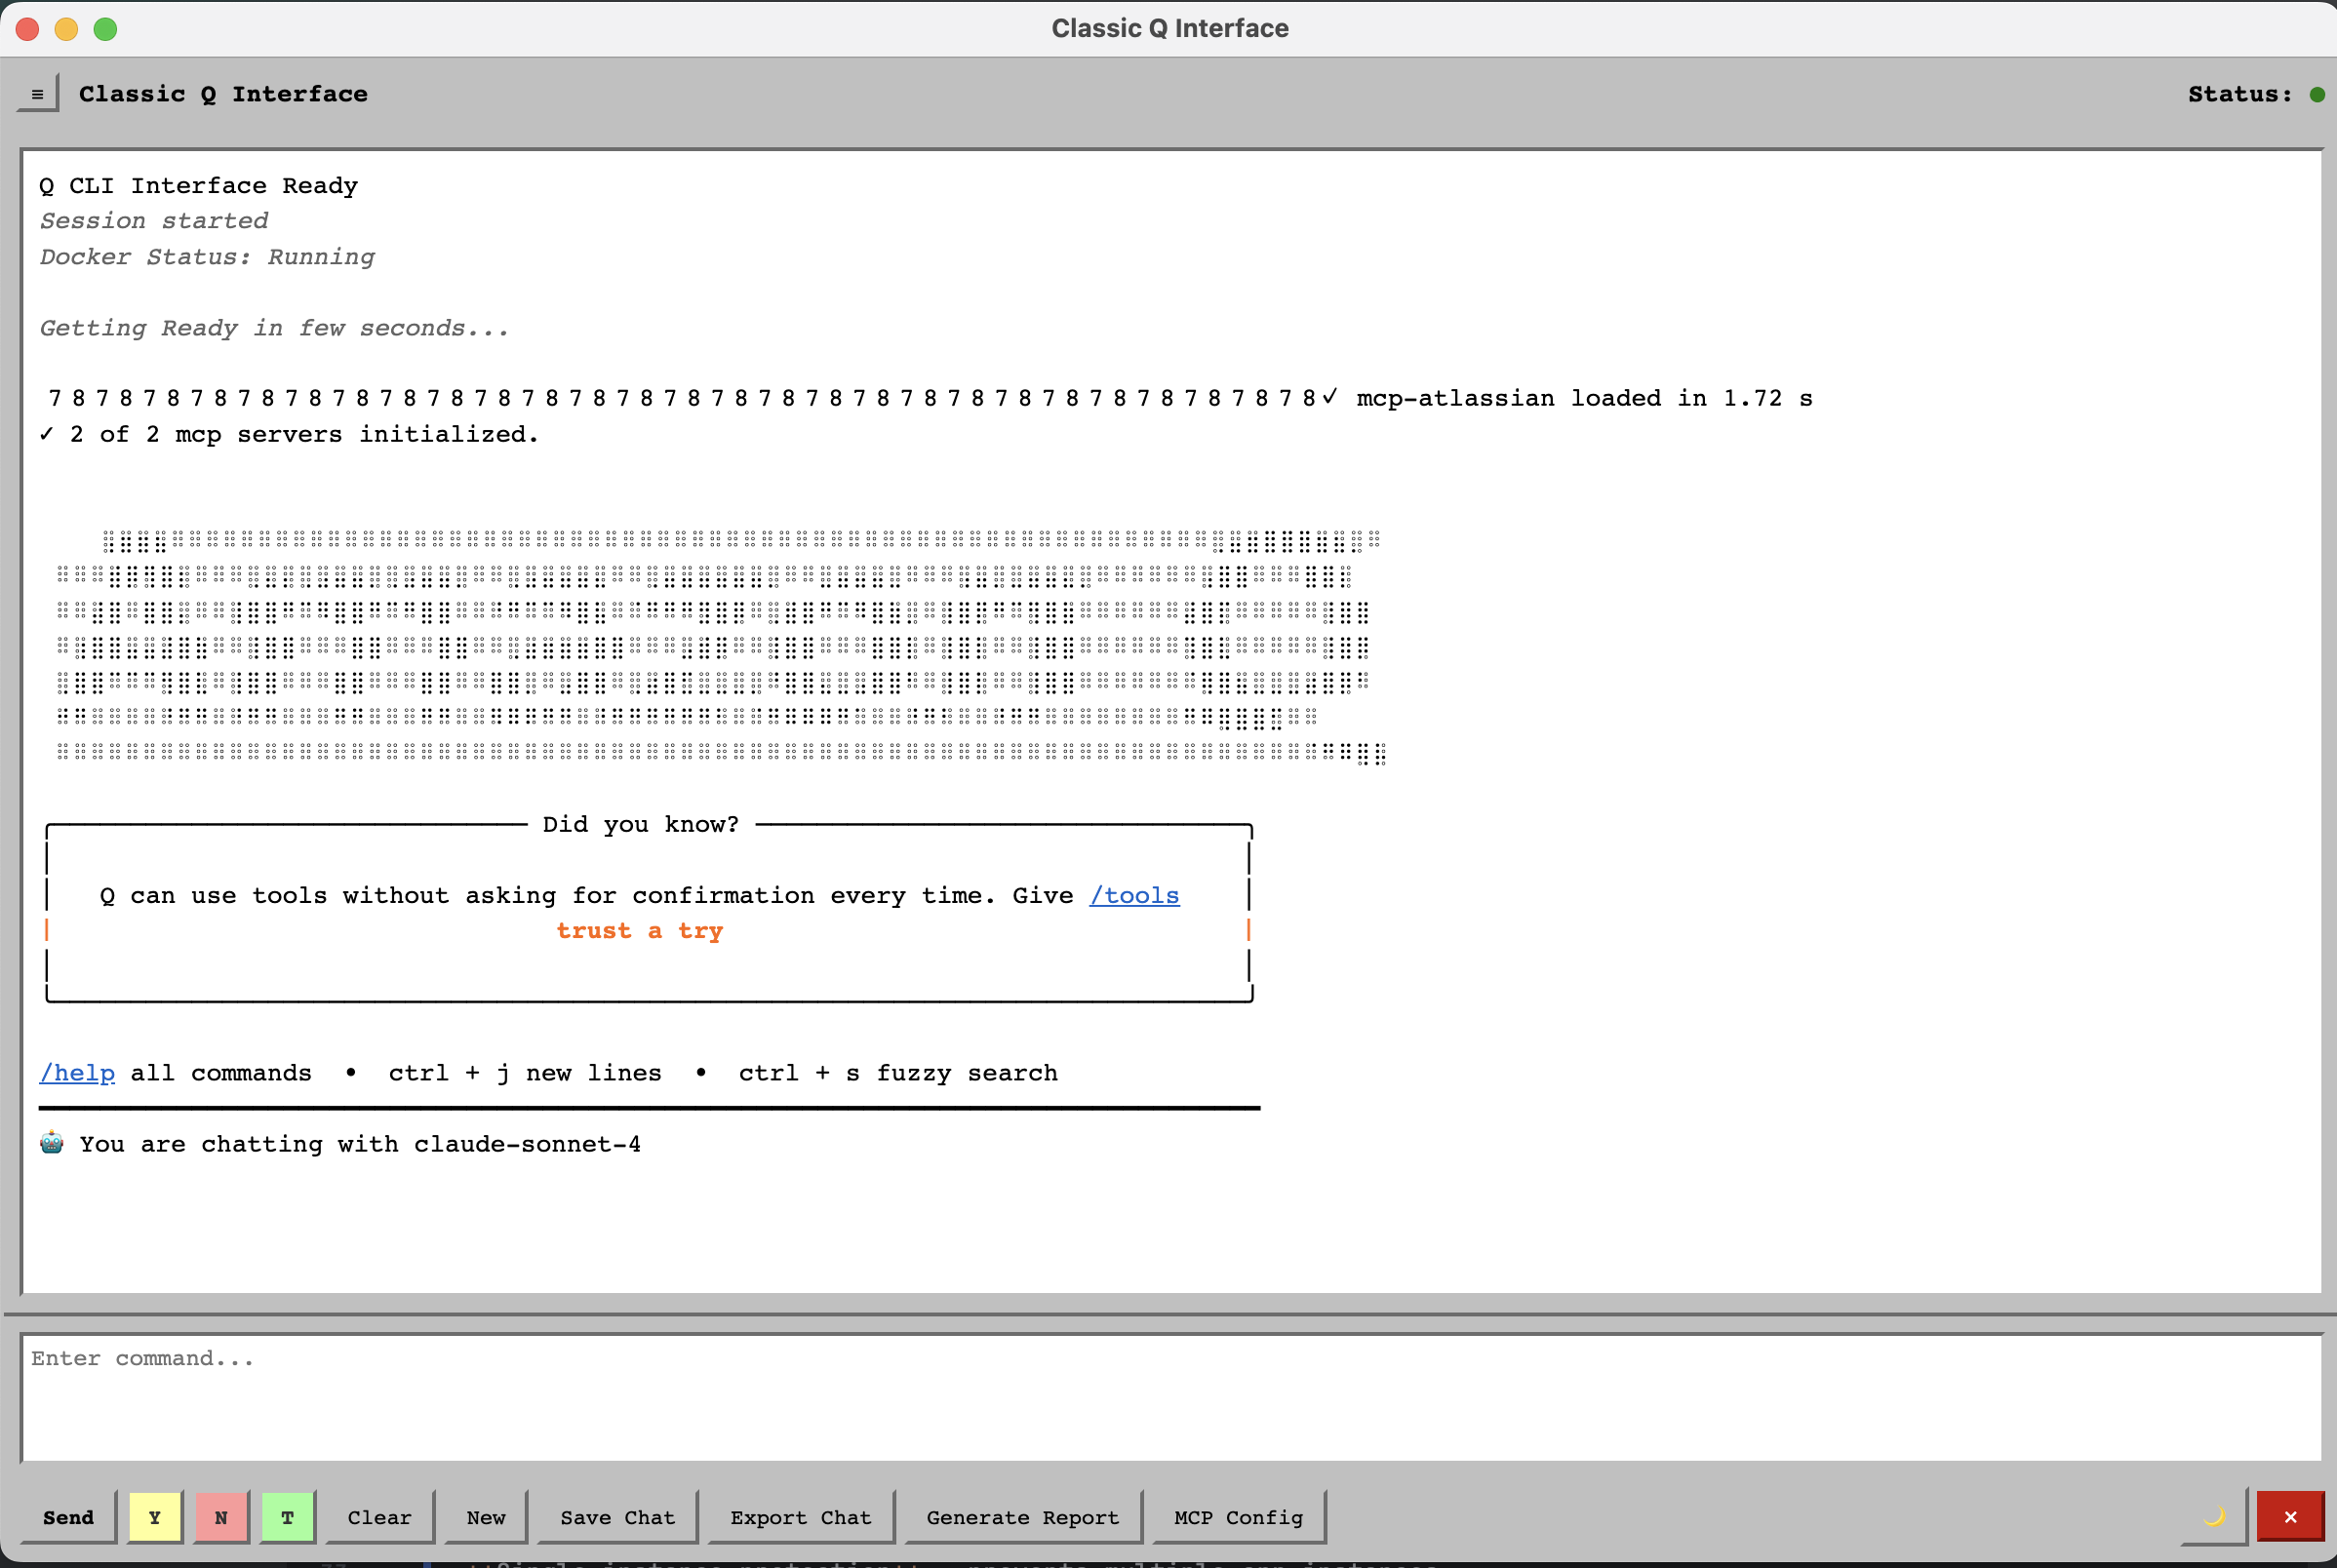 Classic Q Interface
≡ Classic Q Interface Status:
Q CLI Interface Ready
Session started
Docker Status: Running
Getting Ready in few seconds...
7 8 7 8 7 8 7 8 7 8 7 8 7 8 7 8 7 8 7 8 7 8 7 8 7 8 7 8 7 8 7 8 7 8 7 8 7 8 7 8 7 8 7 8 7 8 7 8 7 8 7 8 7 8✓ mcp-atlassian loaded in 1.72 s
✓ 2 of 2 mcp servers initialized.
Did you know?
Q can use tools without asking for confirmation every time. Give /tools
trust a try
/help all commands • ctrl + j new lines • ctrl + s fuzzy search
🤖 You are chatting with claude-sonnet-4
Enter command...
Send Y N T Clear New Save Chat Export Chat Generate Report MCP Config 🌙 ×